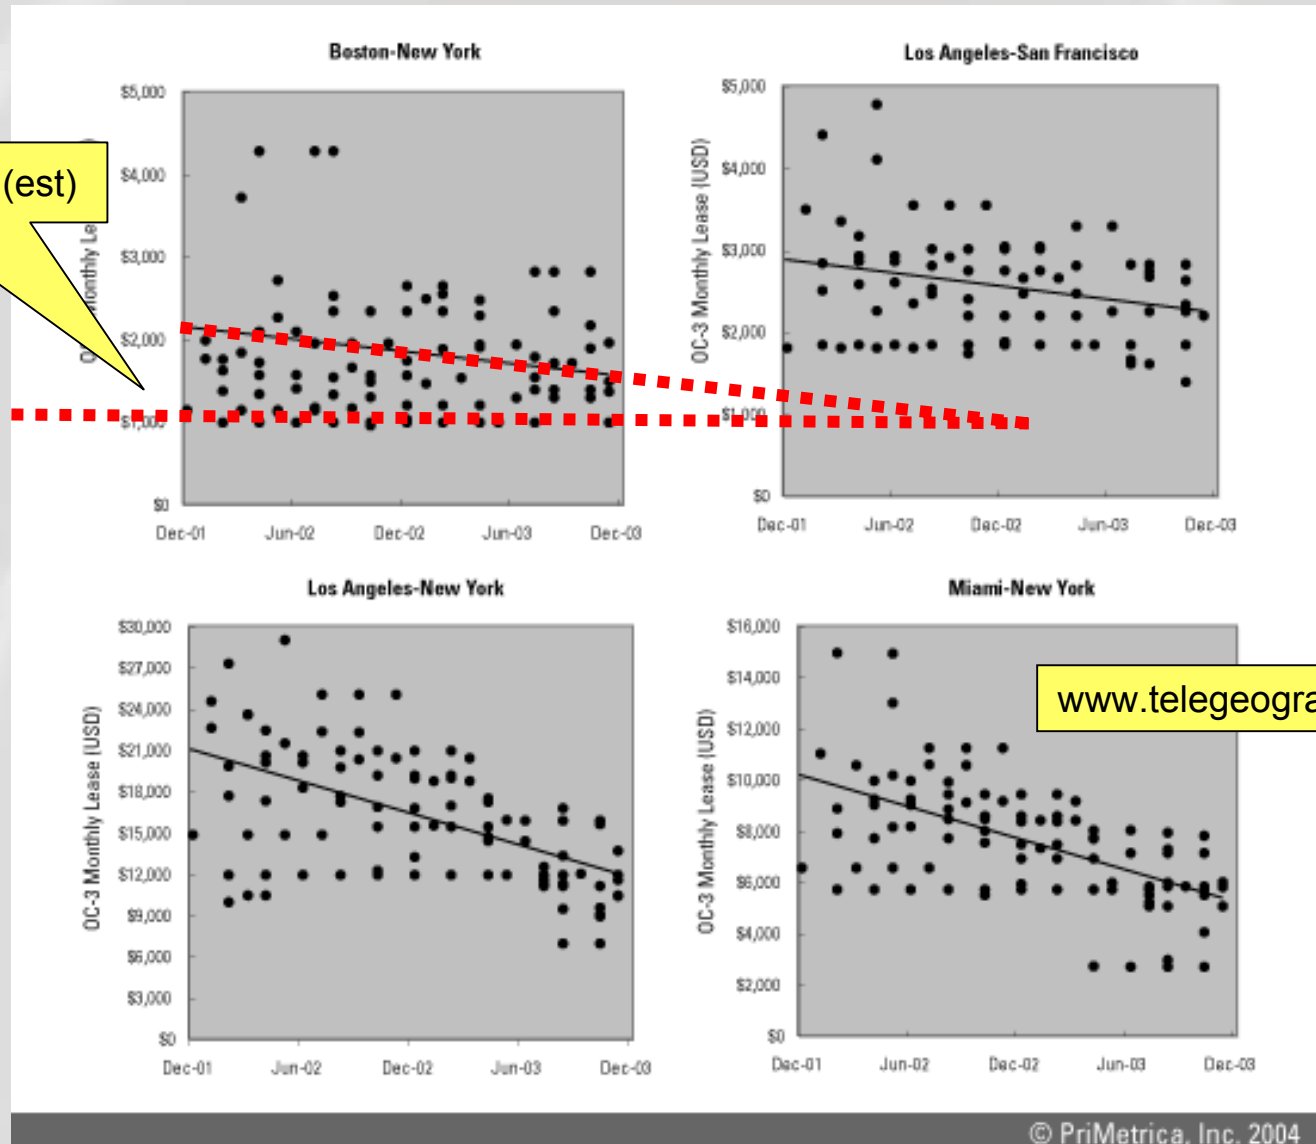 Boston-New York
$5,000
$4,000
$3,000
$2,000
$1,000
$0
Dec-01 Jun-02 Dec-02 Jun-03 Dec-03
(est)
Monthly Le
Los Angeles-San Francisco
OC-3 Monthly Lease (USD)
$5,000
$4,000
$3,000
$2,000
$1,000
$0
Dec-01 Jun-02 Dec-02 Jun-03 Dec-03
Los Angeles-New York
OC-3 Monthly Lease (USD)
$30,000
$27,000
$24,000
$21,000
$18,000
$15,000
$12,000
$9,000
$6,000
$3,000
$0
Dec-01 Jun-02 Dec-02 Jun-03 Dec-03
Miami-New York
OC-3 Monthly Lease (USD)
$16,000
$14,000
$12,000
$10,000
$8,000
$6,000
$4,000
$2,000
$0
Dec-01 Jun-02 Dec-02 Jun-03 Dec-03
www.telegeogra
© PriMetrica, Inc. 2004